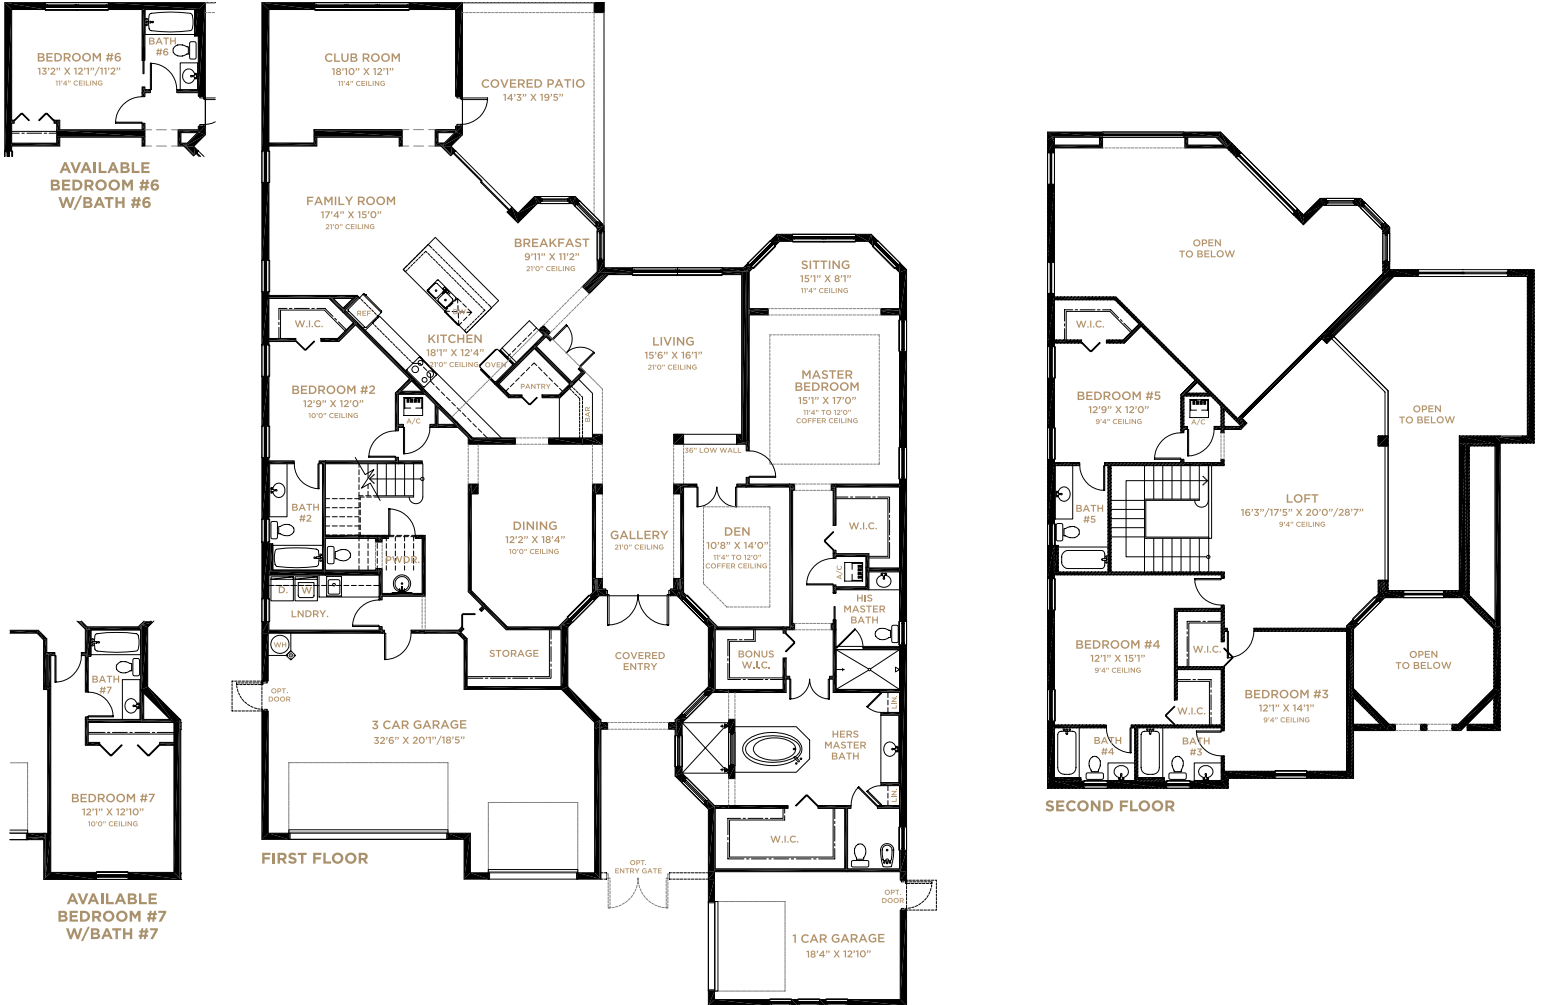 BEDROOM #6
13'2” X 12'1”/11'2”
11'4” CEILING
BATH
#6
AVAILABLE
BEDROOM #6
W/BATH #6
CLUB ROOM
18'10” X 12'1”
11'4” CEILING
COVERED PATIO
14'3” X 19'5”
FAMILY ROOM
17'4” X 15'0”
21'0” CEILING
BREAKFAST
9'11” X 11'2”
21'0” CEILING
SITTING
15'1” X 8'1”
11'4” CEILING
W.I.C.
REF
DW
KITCHEN
18'1” X 12'4”
21'0” CEILING
OVEN
PANTRY
BAR
LIVING
15'6” X 16'1”
21'0” CEILING
MASTER
BEDROOM
15'1” X 17'0”
11'4” TO 12'0”
COFFER CEILING
BEDROOM #2
12'9” X 12'0”
10'0” CEILING
A/C
36” LOW WALL
BATH
#2
DINING
12'2” X 18'4”
10'0” CEILING
GALLERY
21'0” CEILING
DEN
10'8” X 14'0”
11'4” TO 12'0”
COFFER CEILING
W.I.C.
A/C
PWDR.
D.
W
LNDRY.
HIS
MASTER
BATH
WH
STORAGE
COVERED
ENTRY
BONUS
W.I.C.
OPT.
DOOR
LIN.
3 CAR GARAGE
32'6” X 20'1”/18'5”
HERS
MASTER
BATH
LIN.
W.I.C.
FIRST FLOOR
OPT.
ENTRY GATE
OPT.
DOOR
1 CAR GARAGE
18'4” X 12'10”
BATH
#7
BEDROOM #7
12'1” X 12'10”
10'0” CEILING
AVAILABLE
BEDROOM #7
W/BATH #7
OPEN
TO BELOW
W.I.C.
BEDROOM #5
12'9” X 12'0”
9'4” CEILING
A/C
OPEN
TO BELOW
BATH
#5
LOFT
16'3”/17'5” X 20'0”/28'7”
9'4” CEILING
BEDROOM #4
12'1” X 15'1”
9'4” CEILING
W.I.C.
OPEN
TO BELOW
W.I.C.
BEDROOM #3
12'1” X 14'1”
9'4” CEILING
BATH
#4
BATH
#3
SECOND FLOOR